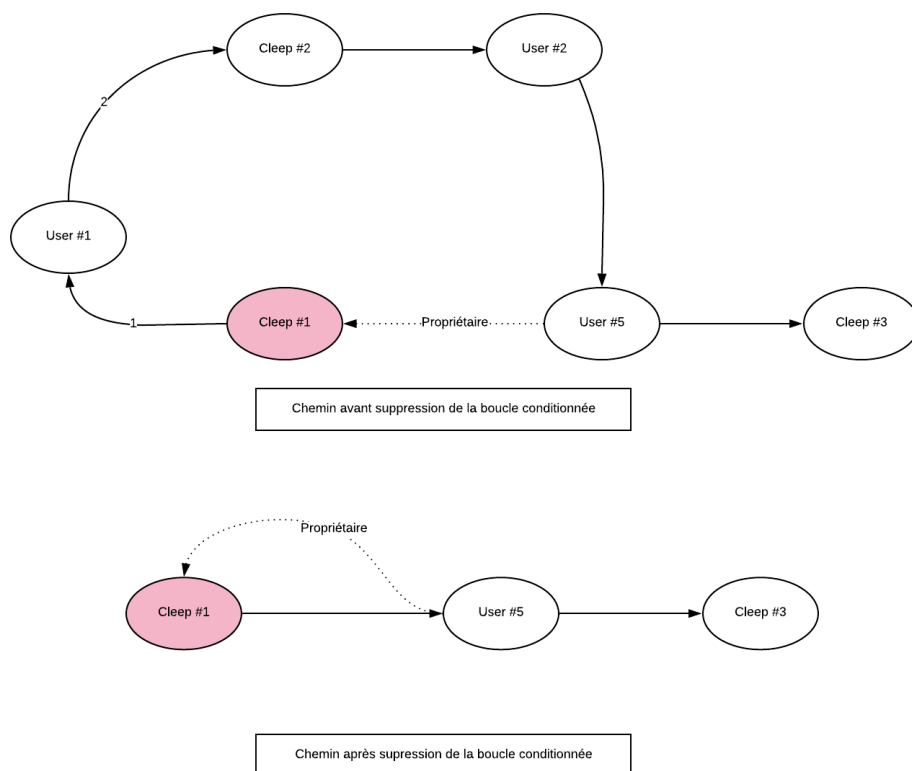 Cleep #2
User #2
2
User #1
1
Cleep #1
Propriétaire
User #5
Cleep #3
Chemin avant suppression de la boucle conditionnée
Propriétaire
Cleep #1
User #5
Cleep #3
Chemin après supression de la boucle conditionnée